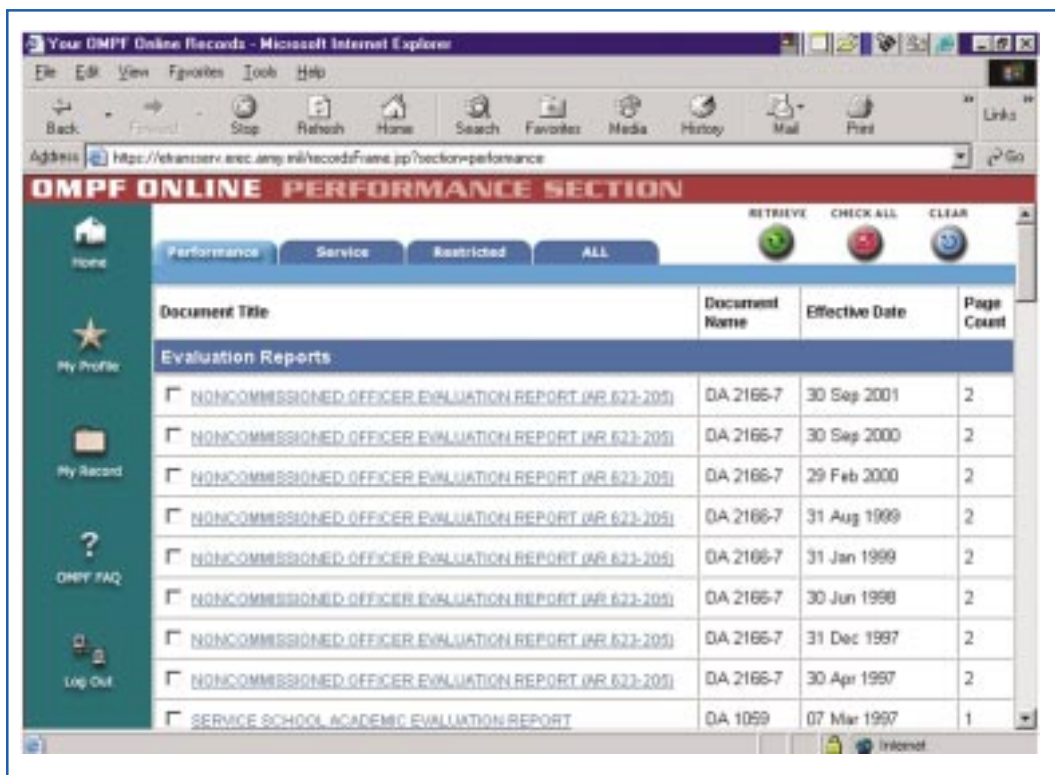 Your OMPF Online Records - Microsoft Internet Explorer
File Edit View Favorites Tools Help
Back Forward Stop Refresh Home Search Favorites Media History Mail Print Links
Address https://etransserv.erec.army.mil/recordsFrame.jsp?section=performance Go
OMPF ONLINE PERFORMANCE SECTION
RETRIEVE CHECK ALL CLEAR
Home
Performance Service Restricted ALL
Document Title Document Name Effective Date Page Count
My Profile
Evaluation Reports
NONCOMMISSIONED OFFICER EVALUATION REPORT (AR 623-205) DA 2166-7 30 Sep 2001 2
NONCOMMISSIONED OFFICER EVALUATION REPORT (AR 623-205) DA 2166-7 30 Sep 2000 2
My Record
NONCOMMISSIONED OFFICER EVALUATION REPORT (AR 623-205) DA 2166-7 29 Feb 2000 2
NONCOMMISSIONED OFFICER EVALUATION REPORT (AR 623-205) DA 2166-7 31 Aug 1999 2
OMPF FAQ
NONCOMMISSIONED OFFICER EVALUATION REPORT (AR 623-205) DA 2166-7 31 Jan 1999 2
NONCOMMISSIONED OFFICER EVALUATION REPORT (AR 623-205) DA 2166-7 30 Jun 1998 2
NONCOMMISSIONED OFFICER EVALUATION REPORT (AR 623-205) DA 2166-7 31 Dec 1997 2
Log Out
NONCOMMISSIONED OFFICER EVALUATION REPORT (AR 623-205) DA 2166-7 30 Apr 1997 2
SERVICE SCHOOL ACADEMIC EVALUATION REPORT DA 1059 07 Mar 1997 1
Internet